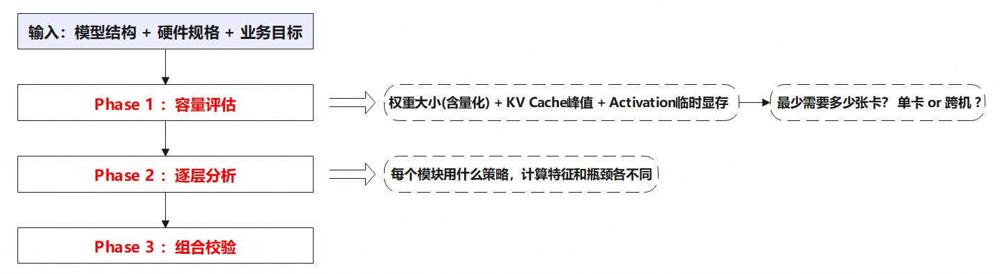 输入：模型结构 + 硬件规格 + 业务目标
Phase 1 ：容量评估
权重大小(含量化) + KV Cache峰值 + Activation临时显存
最少需要多少张卡？ 单卡 or 跨机 ?
Phase 2 ：逐层分析
每个模块用什么策略，计算特征和瓶颈各不同
Phase 3 ：组合校验